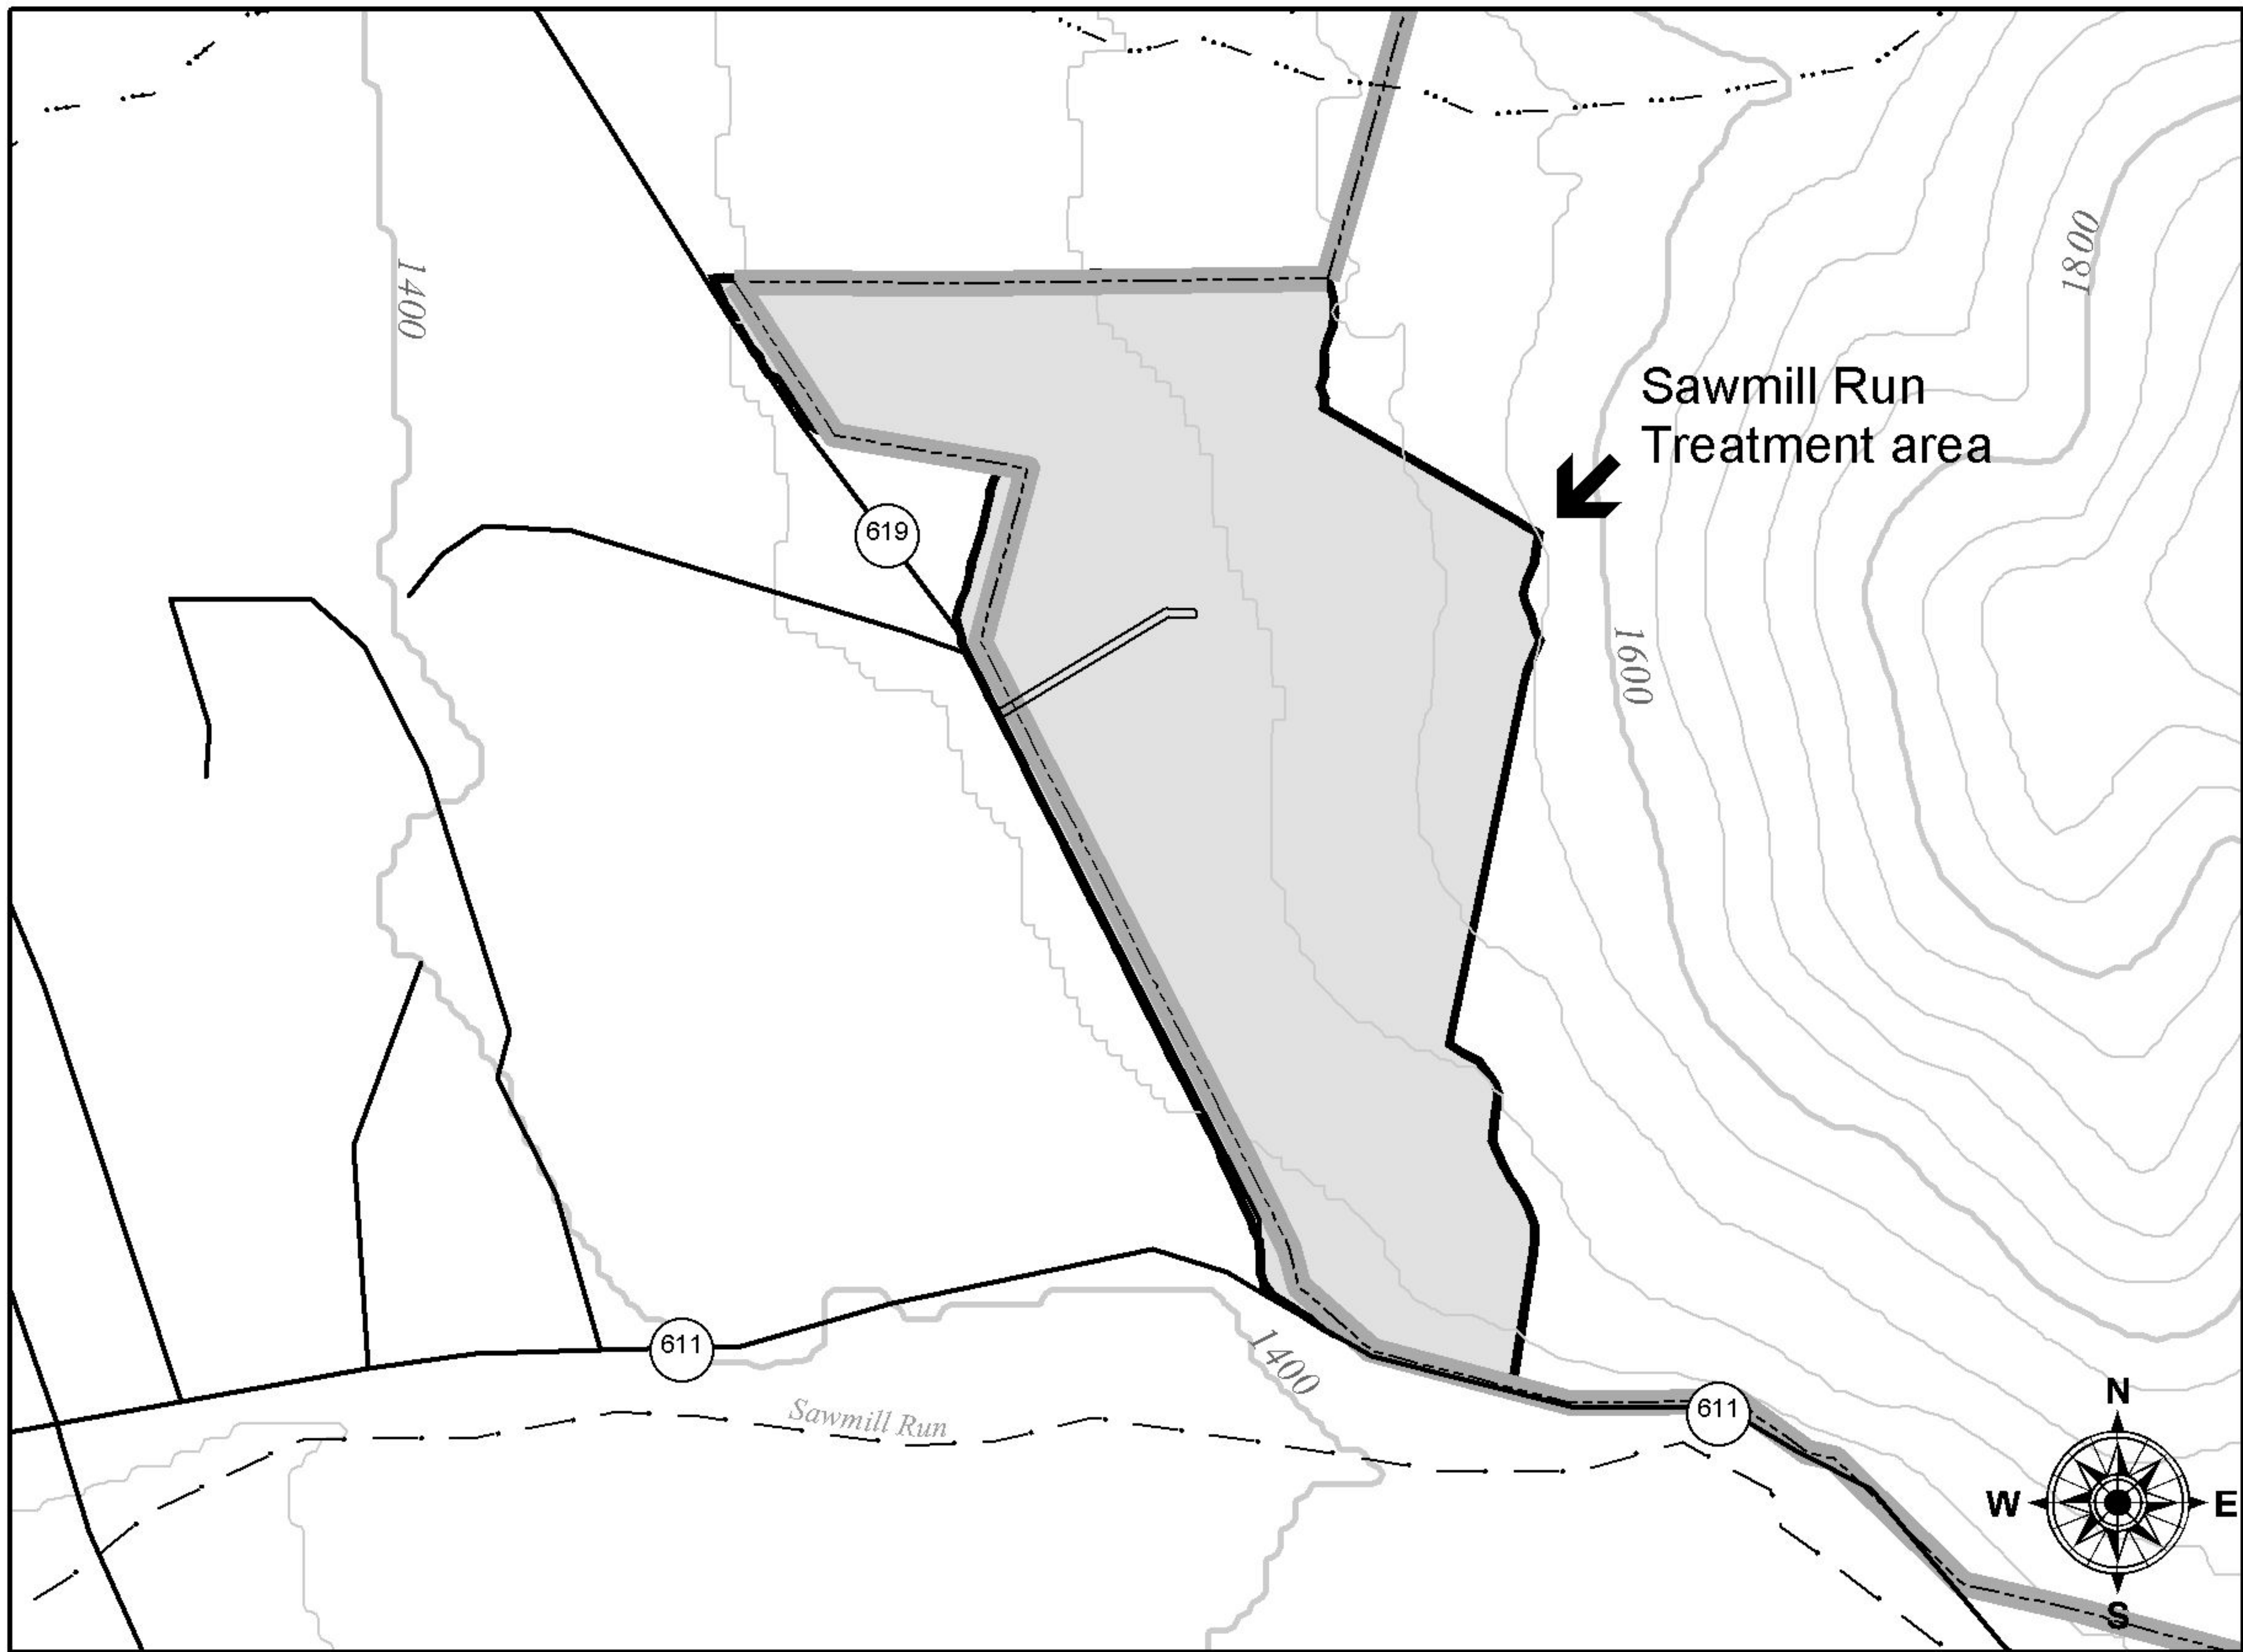 1800
1400
Sawmill Run
Treatment area
619
1600
611
1400
611
Sawmill Run
N
W
E
S